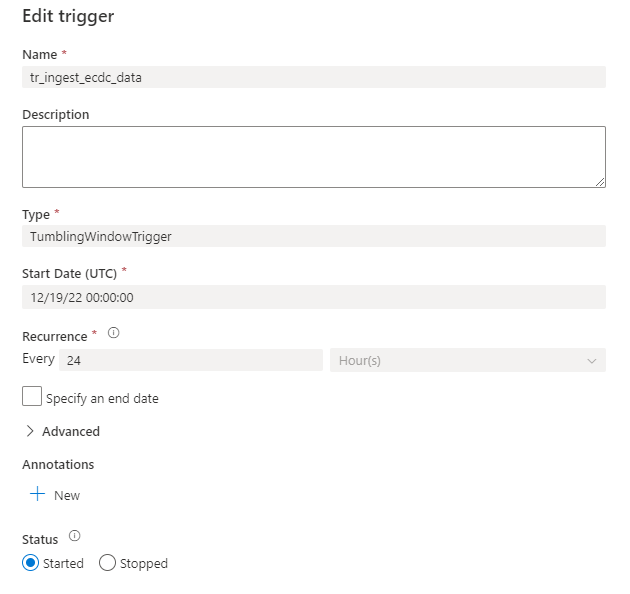 Edit trigger
Name *
tr_ingest_ecdc_data
Description
Type *
TumblingWindowTrigger
Start Date (UTC) *
12/19/22 00:00:00
Recurrence *
Every 24 Hour(s)
Specify an end date
Advanced
Annotations
New
Status
Started Stopped